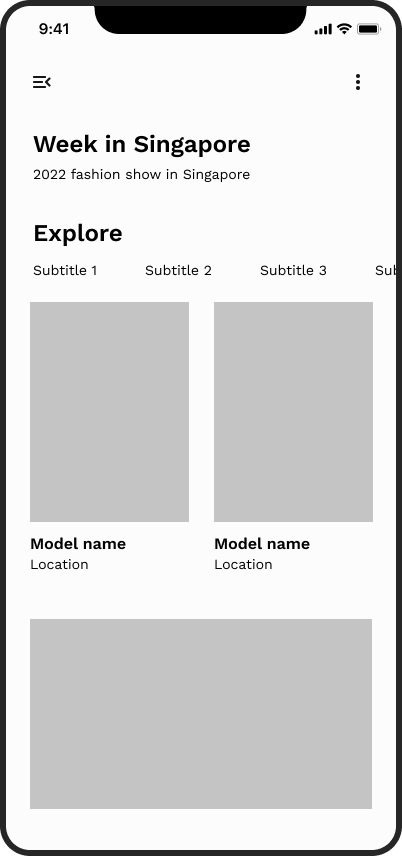 9:41
Week in Singapore
2022 fashion show in Singapore
Explore
Subtitle 1 Subtitle 2 Subtitle 3 Sub
Model name Model name
Location Location